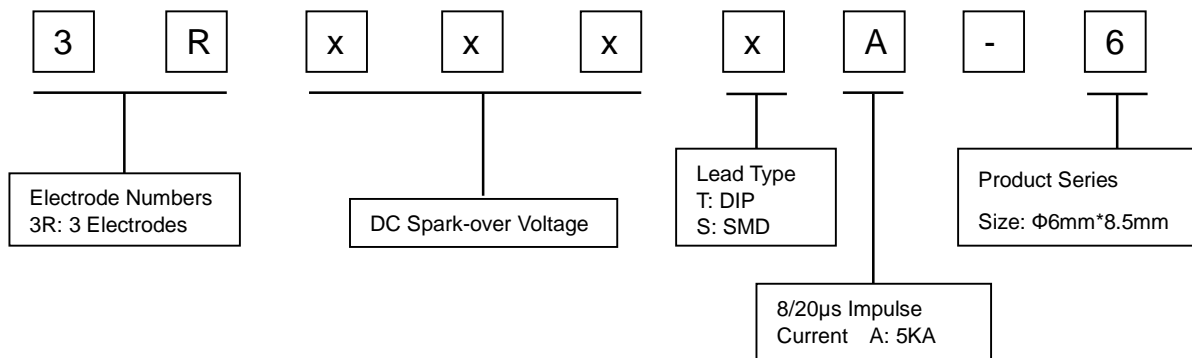 3 R x x x x A - 6
Electrode Numbers
3R: 3 Electrodes
DC Spark-over Voltage
Lead Type
T: DIP
S: SMD
Product Series
Size: Φ6mm*8.5mm
8/20μs Impulse
Current A: 5KA